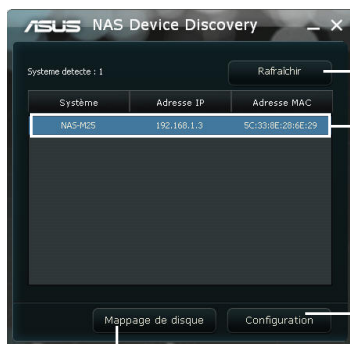 ASUS NAS Device Discovery
Systeme detecte : 1
Rafraîchir
Système Adresse IP Adresse MAC
NAS-M25 192.168.1.3 5C:33:8E:28:6E:29
Mappage de disque Configuration